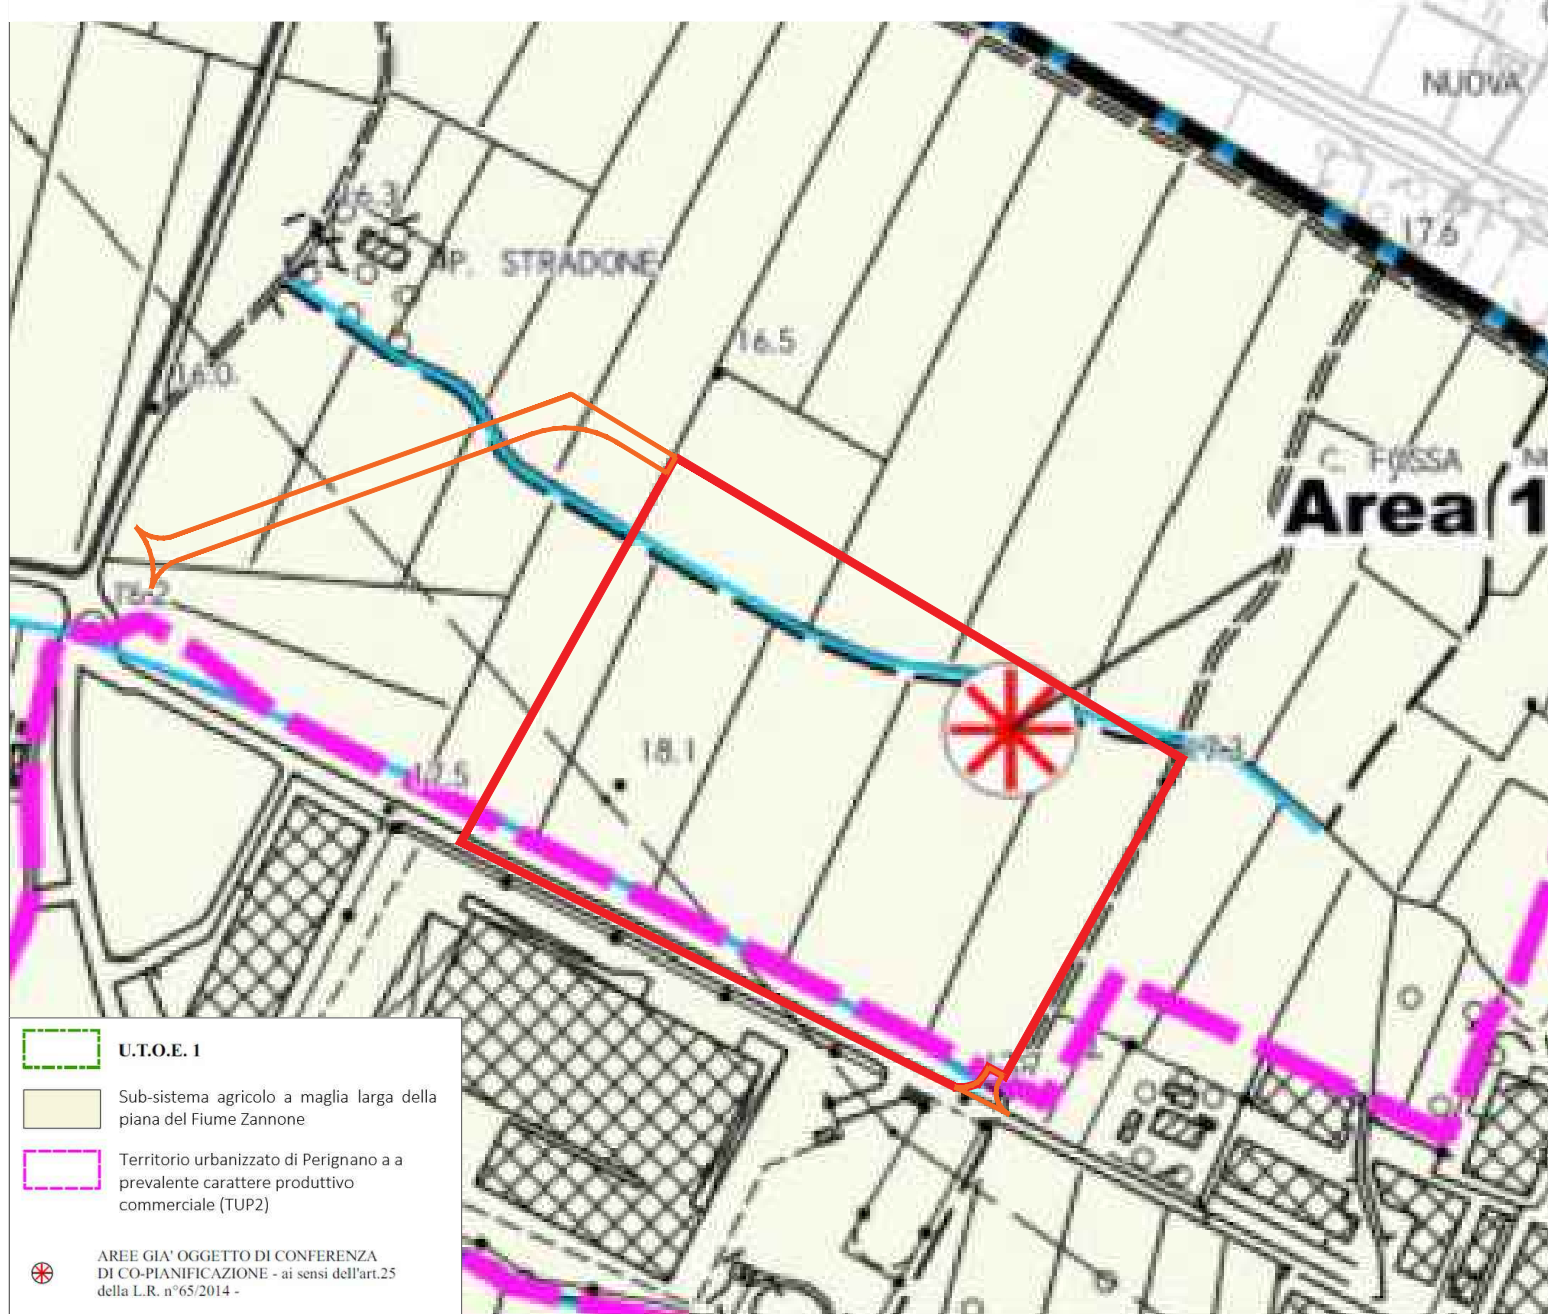 NUOVA
16.3
17.6
P. STRADONE
16.5
16.0
C. FOSSA
Area 1
18.1
17.5
U.T.O.E. 1
Sub-sistema agricolo a maglia larga della
piana del Fiume Zannone
Territorio urbanizzato di Perignano a a
prevalente carattere produttivo
commerciale (TUP2)
AREE GIA' OGGETTO DI CONFERENZA
DI CO-PIANIFICAZIONE - ai sensi dell'art.25
della L.R. n°65/2014 -